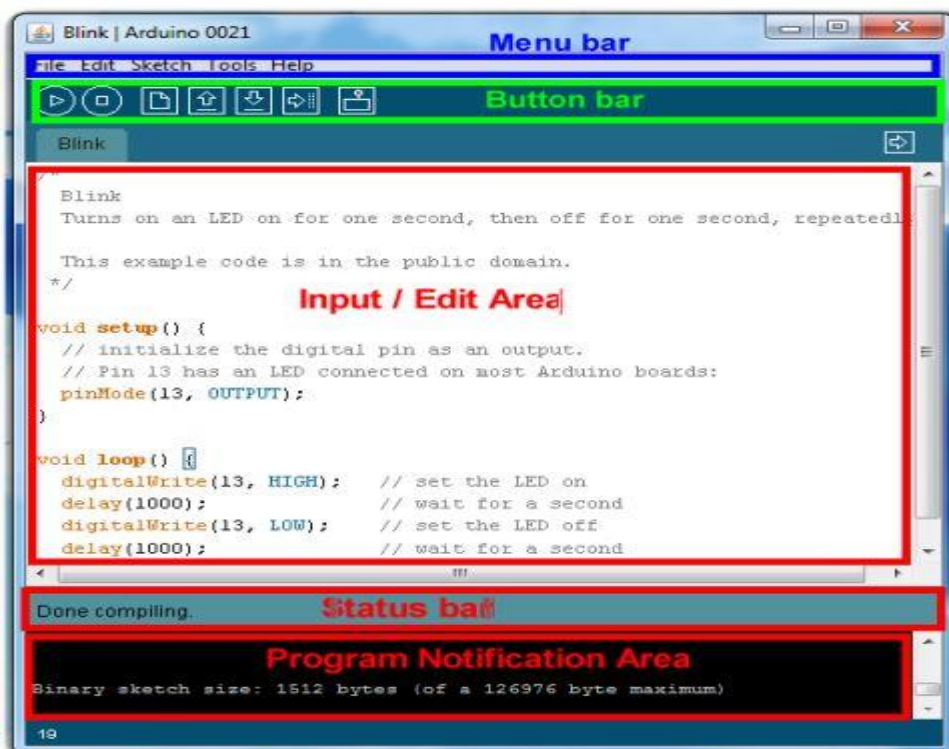 Blink | Arduino 0021
Menu bar
File Edit Sketch Tools Help
Button bar
Blink
/*
Blink
Turns on an LED on for one second, then off for one second, repeatedl
This example code is in the public domain.
*/
Input / Edit Area
void setup() {
// initialize the digital pin as an output.
// Pin 13 has an LED connected on most Arduino boards:
pinMode(13, OUTPUT);
}
void loop() {
digitalWrite(13, HIGH); // set the LED on
delay(1000); // wait for a second
digitalWrite(13, LOW); // set the LED off
delay(1000); // wait for a second
Done compiling. Status bar
Program Notification Area
Binary sketch size: 1512 bytes (of a 126976 byte maximum)
19